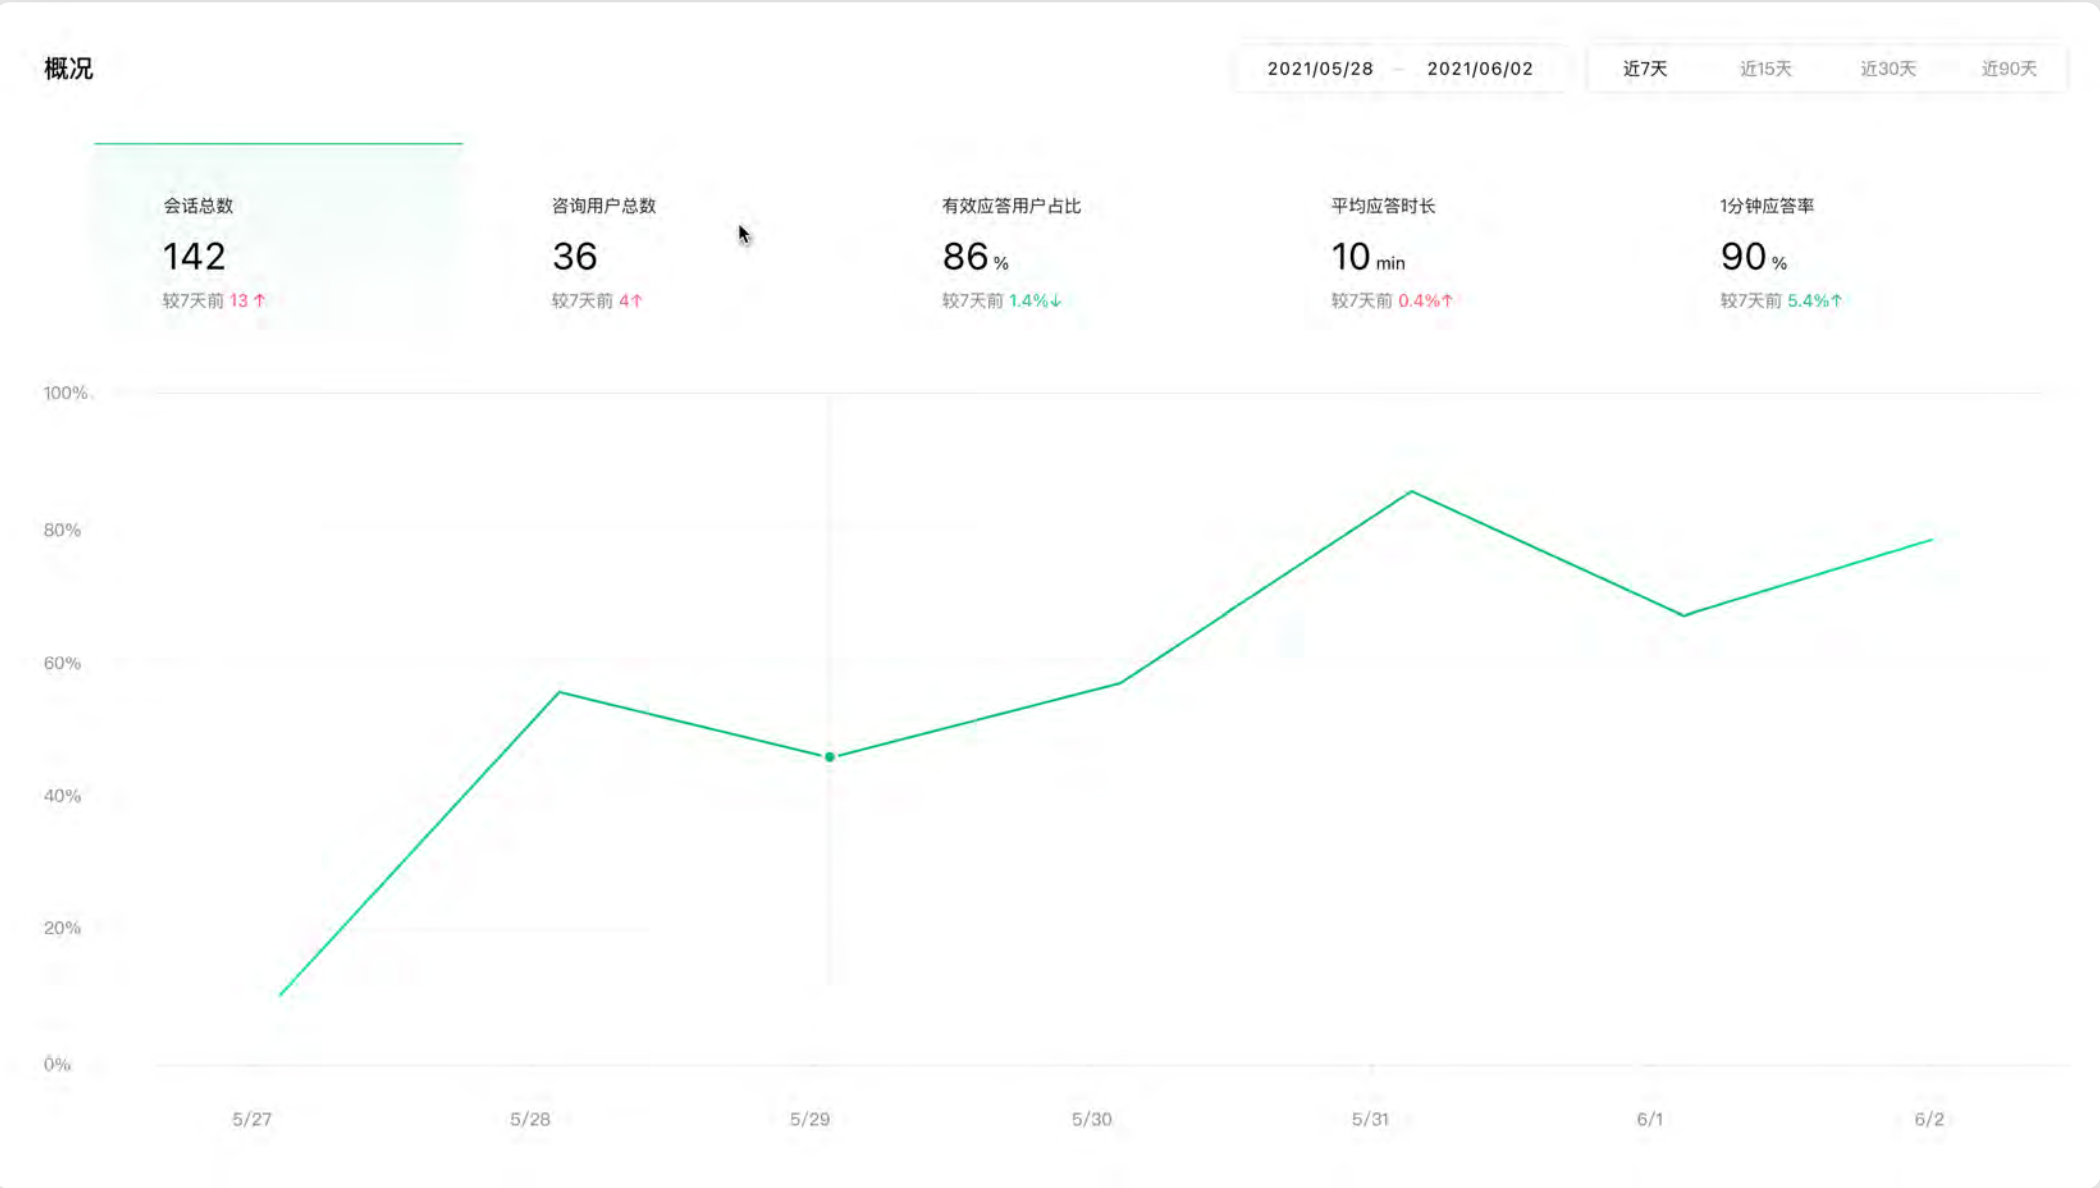 概况
2021/05/28 – 2021/06/02
近7天 近15天 近30天 近90天
会话总数
142
较7天前 13 ↑
咨询用户总数
36
较7天前 4↑
有效应答用户占比
86 %
较7天前 1.4%↓
平均应答时长
10 min
较7天前 0.4%↑
1分钟应答率
90 %
较7天前 5.4%↑
100%
80%
60%
40%
20%
0%
5/27 5/28 5/29 5/30 5/31 6/1 6/2